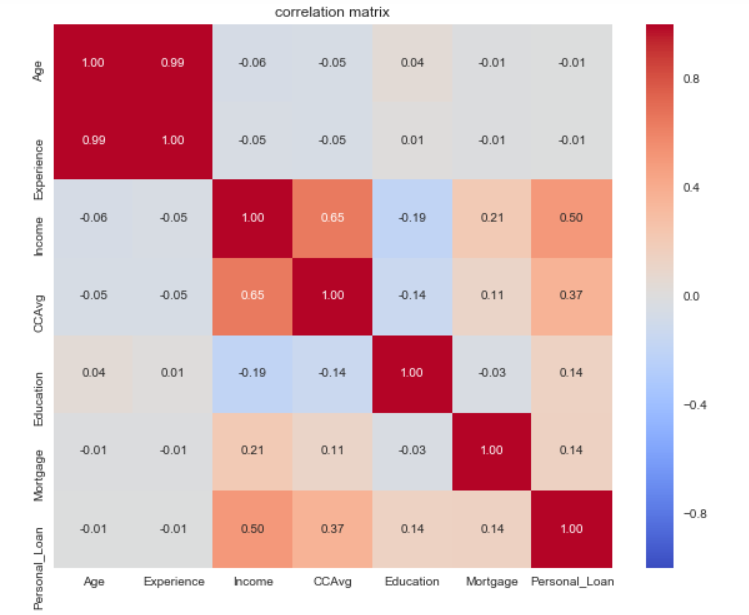 correlation matrix
Age 1.00 0.99 -0.06 -0.05 0.04 -0.01 -0.01
Experience 0.99 1.00 -0.05 -0.05 0.01 -0.01 -0.01
Income -0.06 -0.05 1.00 0.65 -0.19 0.21 0.50
CCAvg -0.05 -0.05 0.65 1.00 -0.14 0.11 0.37
Education 0.04 0.01 -0.19 -0.14 1.00 -0.03 0.14
Mortgage -0.01 -0.01 0.21 0.11 -0.03 1.00 0.14
Personal_Loan -0.01 -0.01 0.50 0.37 0.14 0.14 1.00
Age Experience Income CCAvg Education Mortgage Personal_Loan
0.8
0.4
0.0
−0.4
−0.8